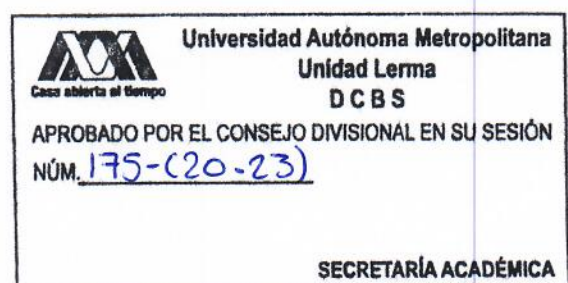 Universidad Autónoma Metropolitana
Casa abierta al tiempo
Unidad Lerma
D C B S
APROBADO POR EL CONSEJO DIVISIONAL EN SU SESIÓN
NÚM. 175-(20-23)
SECRETARÍA ACADÉMICA